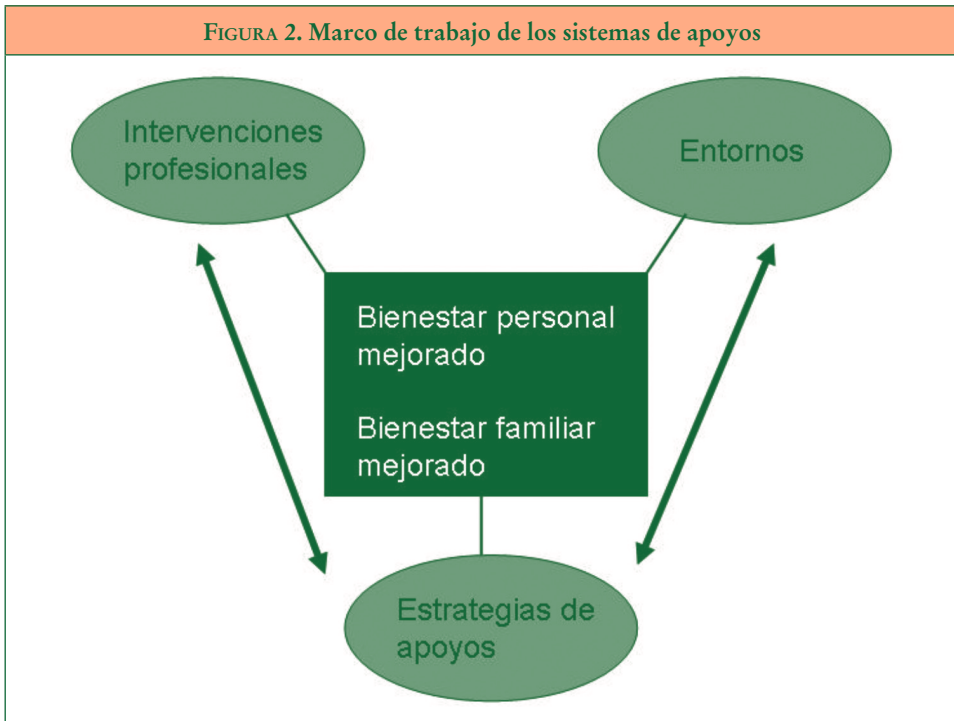 FIGURA 2. Marco de trabajo de los sistemas de apoyos
Intervenciones
profesionales
Entornos
Bienestar personal
mejorado
Bienestar familiar
mejorado
Estrategias de
apoyos